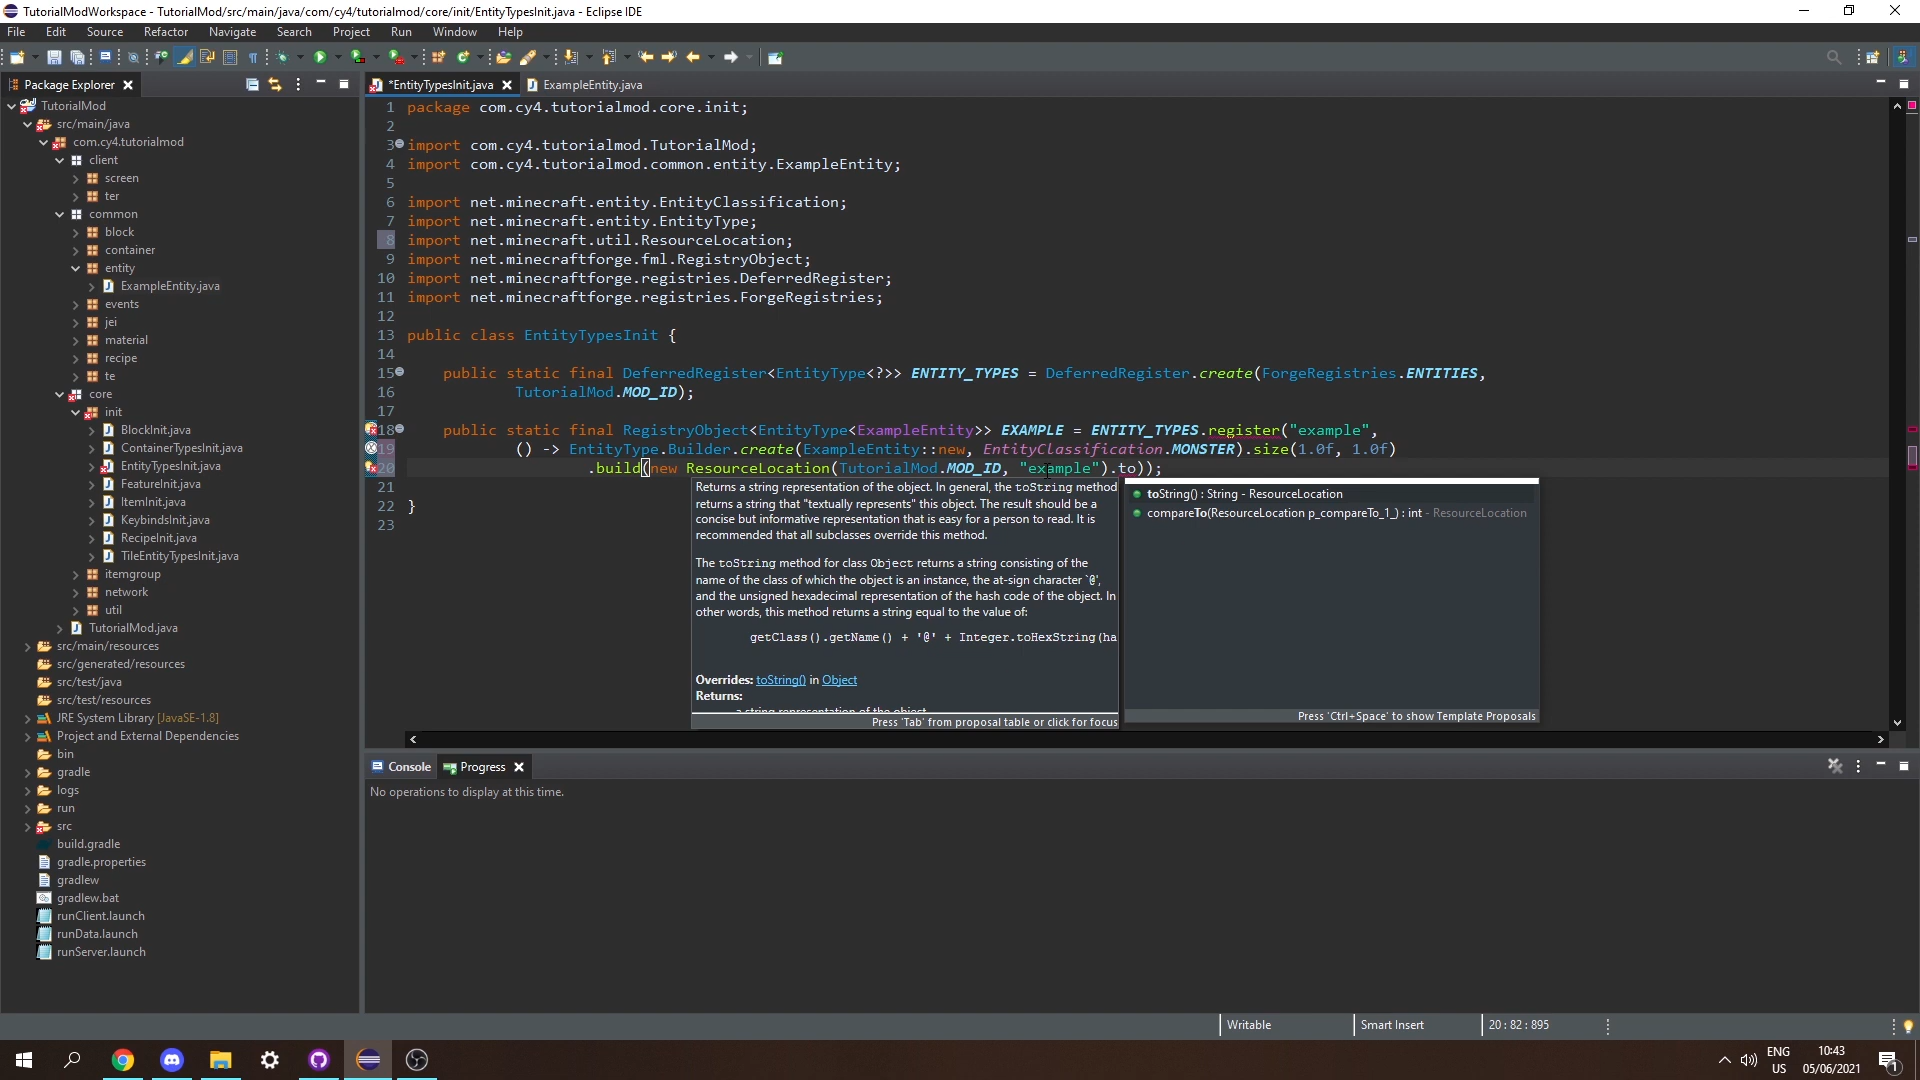 TutorialModWorkspace - TutorialMod/src/main/java/com/cy4/tutorialmod/core/init/EntityTypesInit.java - Eclipse IDE
File Edit Source Refactor Navigate Search Project Run Window Help
Package Explorer
TutorialMod
src/main/java
com.cy4.tutorialmod
client
screen
ter
common
block
container
entity
ExampleEntity.java
events
jei
material
recipe
te
core
init
BlockInit.java
ContainerTypesInit.java
EntityTypesInit.java
FeatureInit.java
ItemInit.java
KeybindsInit.java
RecipeInit.java
TileEntityTypesInit.java
itemgroup
network
util
TutorialMod.java
src/main/resources
src/generated/resources
src/test/java
src/test/resources
JRE System Library [JavaSE-1.8]
Project and External Dependencies
bin
gradle
logs
run
src
build.gradle
gradle.properties
gradlew
gradlew.bat
runClient.launch
runData.launch
runServer.launch
*EntityTypesInit.java ExampleEntity.java
1 package com.cy4.tutorialmod.core.init;
2
3 import com.cy4.tutorialmod.TutorialMod;
4 import com.cy4.tutorialmod.common.entity.ExampleEntity;
5
6 import net.minecraft.entity.EntityClassification;
7 import net.minecraft.entity.EntityType;
8 import net.minecraft.util.ResourceLocation;
9 import net.minecraftforge.fml.RegistryObject;
10 import net.minecraftforge.registries.DeferredRegister;
11 import net.minecraftforge.registries.ForgeRegistries;
12
13 public class EntityTypesInit {
14
15 public static final DeferredRegister<EntityType<?>> ENTITY_TYPES = DeferredRegister.create(ForgeRegistries.ENTITIES,
16 TutorialMod.MOD_ID);
17
18 public static final RegistryObject<EntityType<ExampleEntity>> EXAMPLE = ENTITY_TYPES.register("example",
19 () -> EntityType.Builder.create(ExampleEntity::new, EntityClassification.MONSTER).size(1.0f, 1.0f)
20 .build(new ResourceLocation(TutorialMod.MOD_ID, "example").to));
21
22 }
23
Returns a string representation of the object. In general, the toString method
returns a string that "textually represents" this object. The result should be a
concise but informative representation that is easy for a person to read. It is
recommended that all subclasses override this method.
The toString method for class Object returns a string consisting of the
name of the class of which the object is an instance, the at-sign character `@',
and the unsigned hexadecimal representation of the hash code of the object. In
other words, this method returns a string equal to the value of:
getClass().getName() + '@' + Integer.toHexString(ha
Overrides: toString() in Object
Returns:
a string representation of the object
Press 'Tab' from proposal table or click for focus
toString() : String - ResourceLocation
compareTo(ResourceLocation p_compareTo_1_) : int - ResourceLocation
Press 'Ctrl+Space' to show Template Proposals
Console Progress
No operations to display at this time.
Writable Smart Insert 20 : 82 : 895
ENG
US
10:43
05/06/2021
1